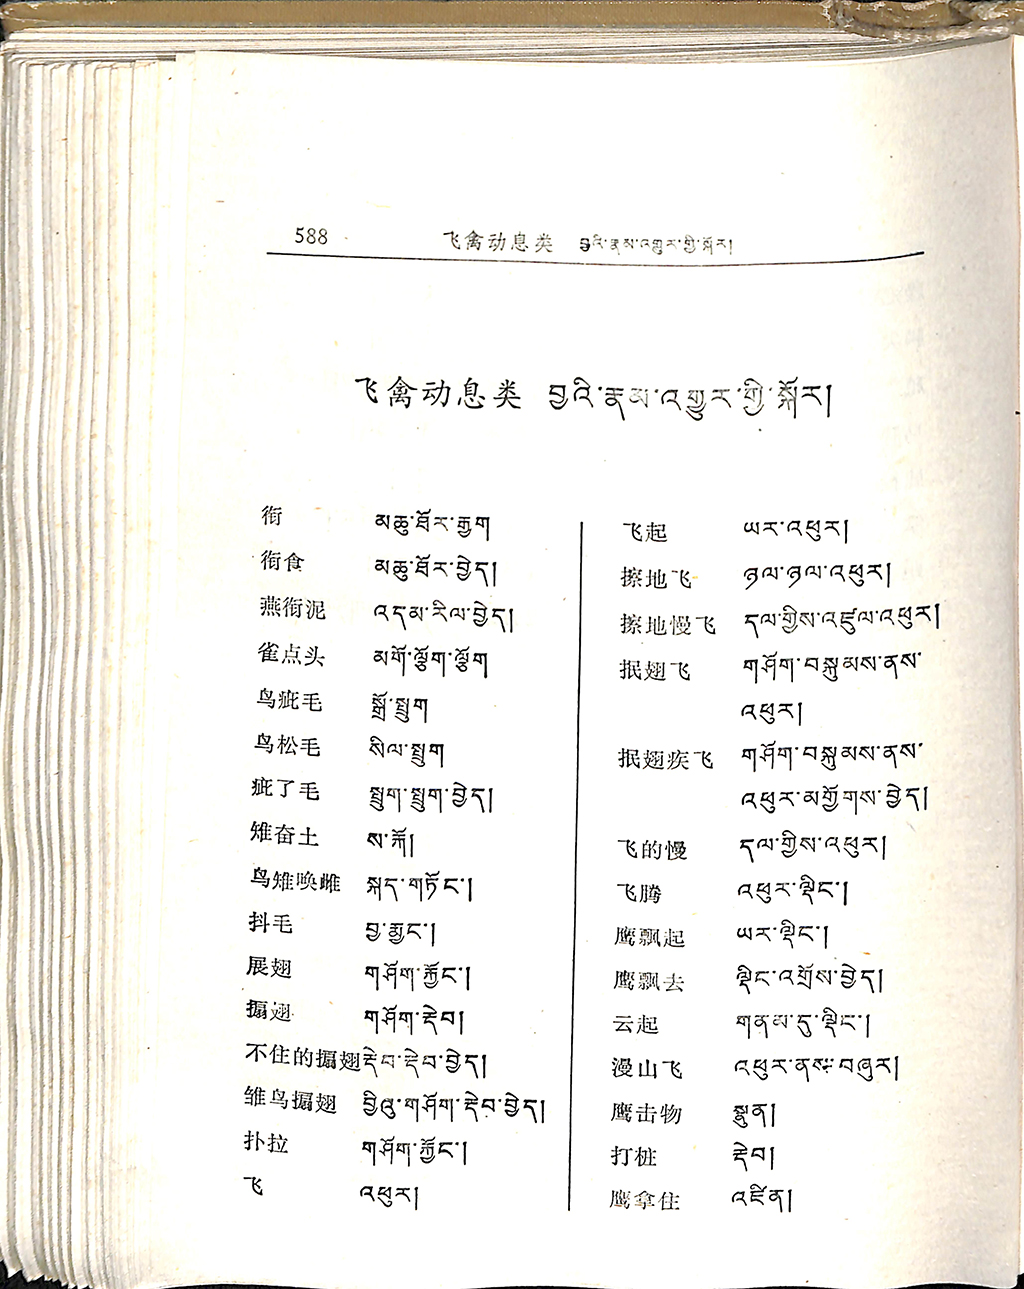 588 飞禽动息类 བྱའི་རྣམ་འགྱུར་གྱི་སྐོར།
飞禽动息类 བྱའི་རྣམ་འགྱུར་གྱི་སྐོར།
衔 མཆུ་ཐོར་རྒྱག
衔食 མཆུ་ཐོར་བྱེད།
燕衔泥 འདམ་རིལ་བྱེད།
雀点头 མགོ་ལྕོག་ལྕོག
鸟疵毛 སྒྲོ་སྤྲུག
鸟松毛 སིལ་སྤྲུག
疵了毛 སྤྲུག་སྤྲུག་བྱེད།
雉奋土 ས་རྐོ།
鸟雉唤雌 སྐད་གཏོང་།
抖毛 བྱ་མྱང་།
展翅 གཤོག་རྐྱོང་།
搧翅 གཤོག་རྡེབ།
不住的搧翅 རྡེབ་རྡེབ་བྱེད།
雏鸟搧翅 བྱིའུ་གཤོག་རྡེབ་བྱེད།
扑拉 གཤོག་རྐྱོང་།
飞 འཕུར།
飞起 ཡར་འཕུར།
擦地飞 ཉལ་ཉལ་འཕུར།
擦地慢飞 དལ་གྱིས་འཛུལ་འཕུར།
抿翅飞 གཤོག་བསྐུམས་ནས་
འཕུར།
抿翅疾飞 གཤོག་བསྐུམས་ནས་
འཕུར་མགྱོགས་བྱེད།
飞的慢 དལ་གྱིས་འཕུར།
飞腾 འཕུར་ལྡིང་།
鹰飘起 ཡར་ལྡིང་།
鹰飘去 ལྡིང་འགྲོས་བྱེད།
云起 གནམ་དུ་ལྡིང་།
漫山飞 འཕུར་ནས་བཞུར།
鹰击物 སྣུན།
打桩 རྡེབ།
鹰拿住 འཛིན།